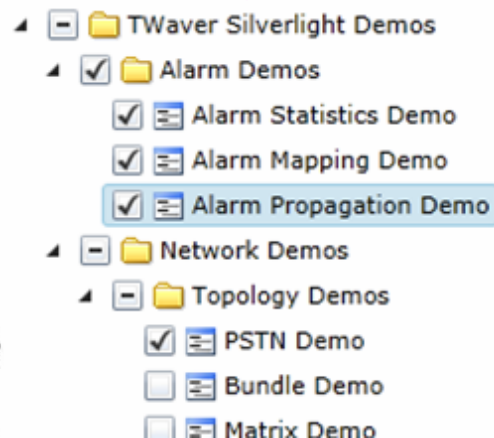 TWaver Silverlight Demos
Alarm Demos
Alarm Statistics Demo
Alarm Mapping Demo
Alarm Propagation Demo
Network Demos
Topology Demos
PSTN Demo
Bundle Demo
Matrix Demo